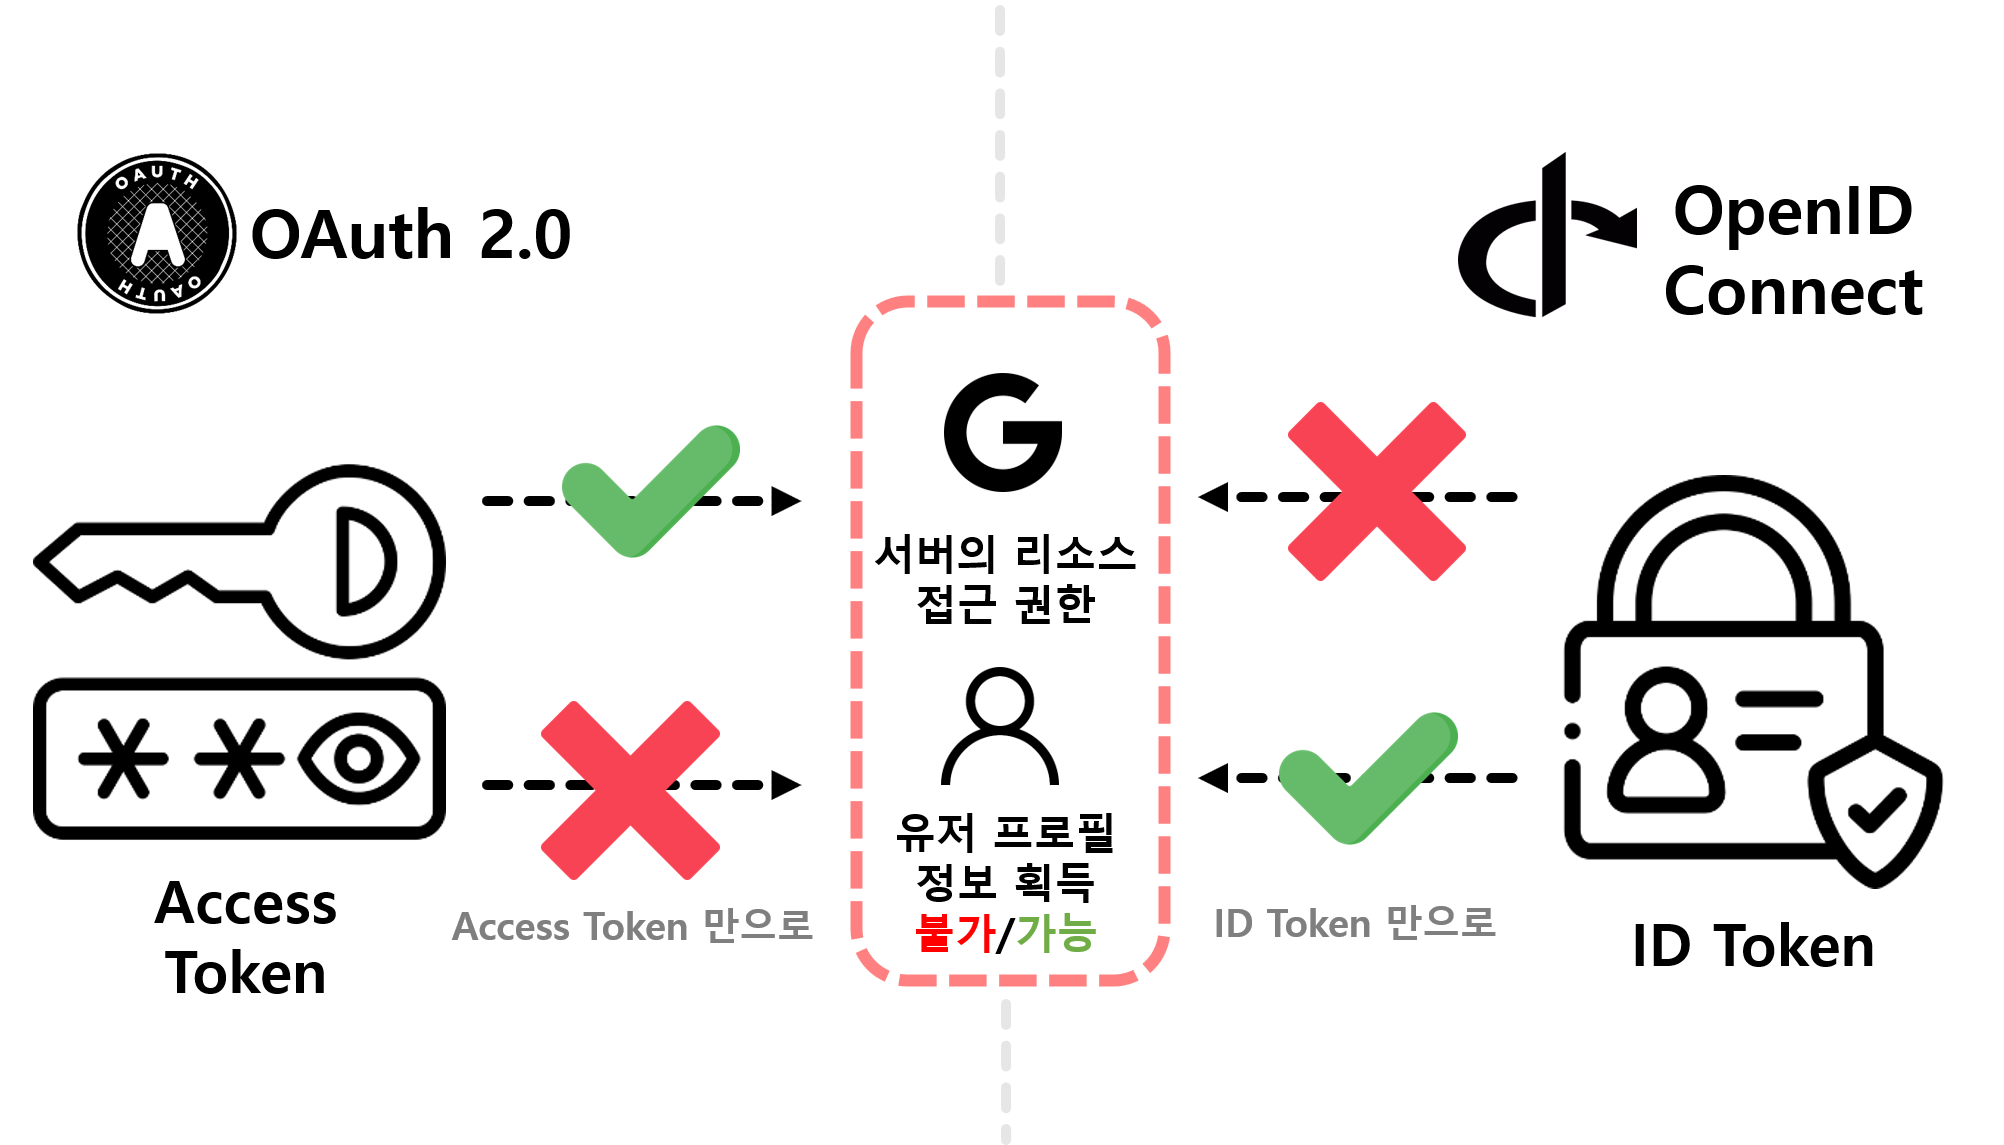 OAUTH
OAUTH
OAuth 2.0
OpenID
Connect
서버의 리소스
접근 권한
유저 프로필
정보 획득
불가/가능
Access Token 만으로
ID Token 만으로
Access
Token
ID Token